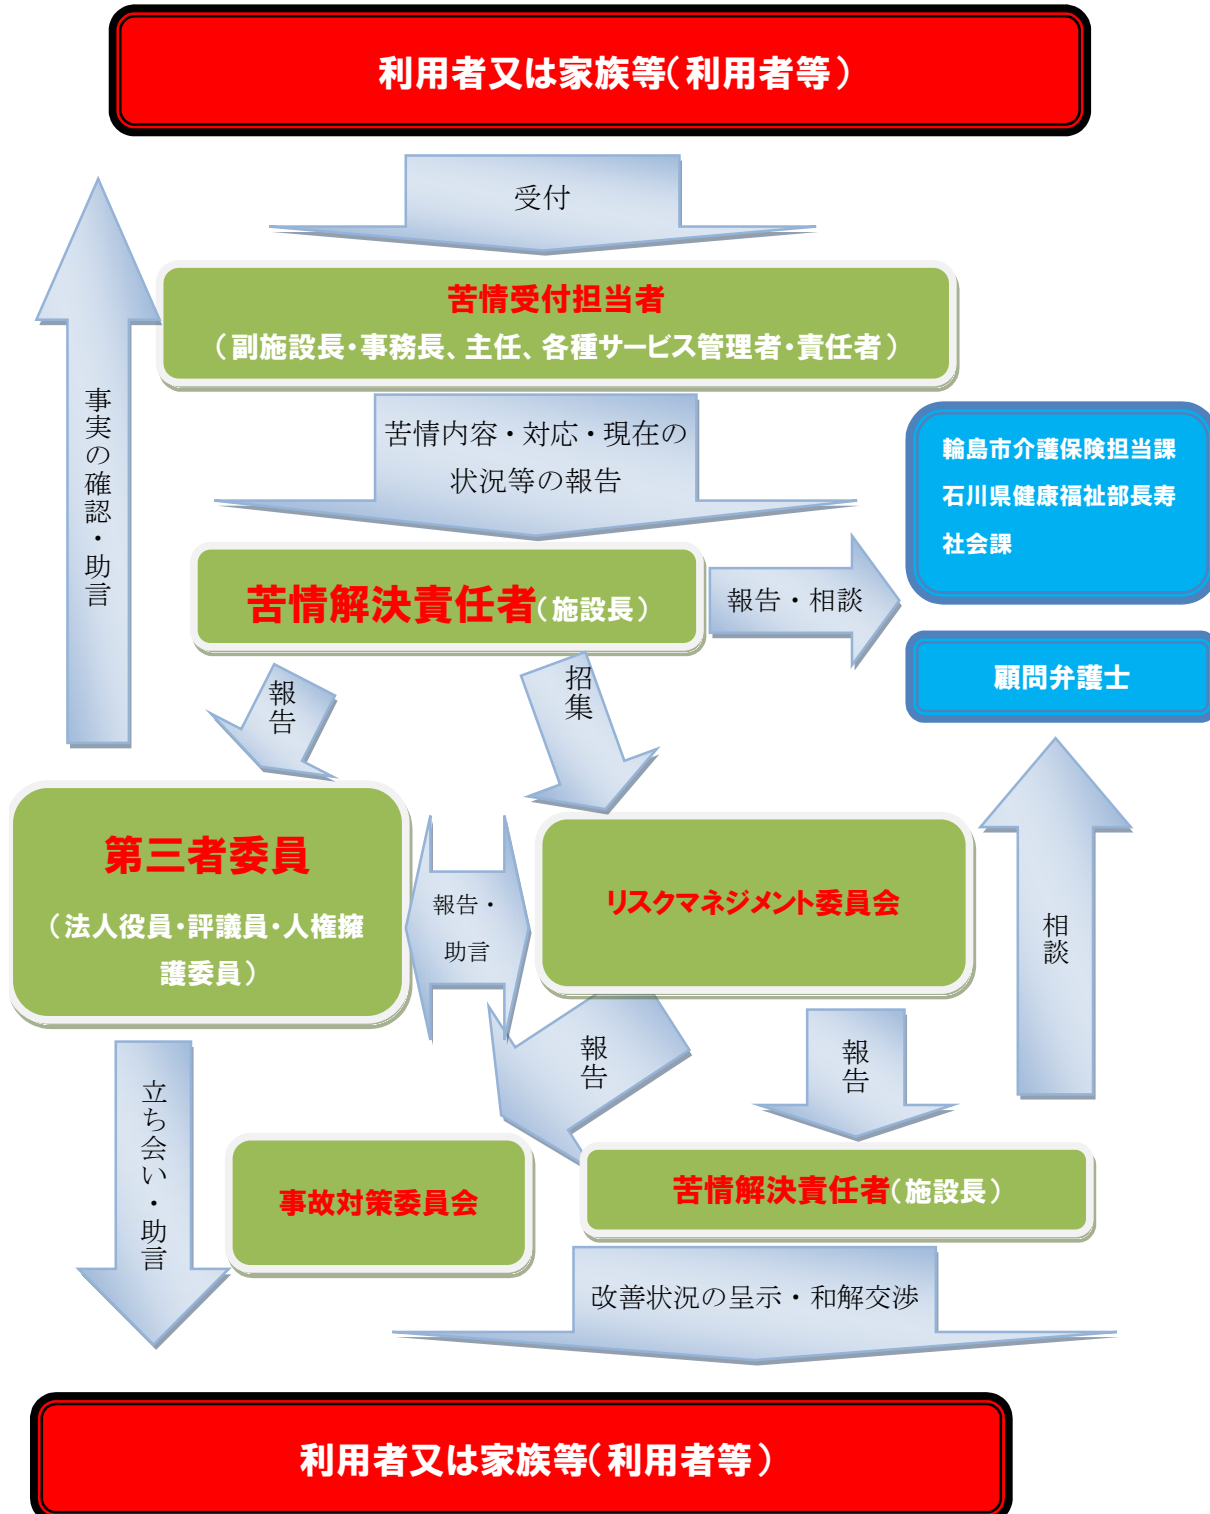 利用者又は家族等（利用者等）
受付
苦情受付担当者
（副施設長・事務長、主任、各種サービス管理者・責任者）
事実の確認・助言
苦情内容・対応・現在の
状況等の報告
輪島市介護保険担当課
石川県健康福祉部長寿
社会課
苦情解決責任者（施設長）
報告・相談
顧問弁護士
報告
招集
第三者委員
（法人役員・評議員・人権擁
護委員）
報告・
助言
リスクマネジメント委員会
相談
報告
報告
立ち会い・助言
事故対策委員会
苦情解決責任者（施設長）
改善状況の呈示・和解交渉
利用者又は家族等（利用者等）